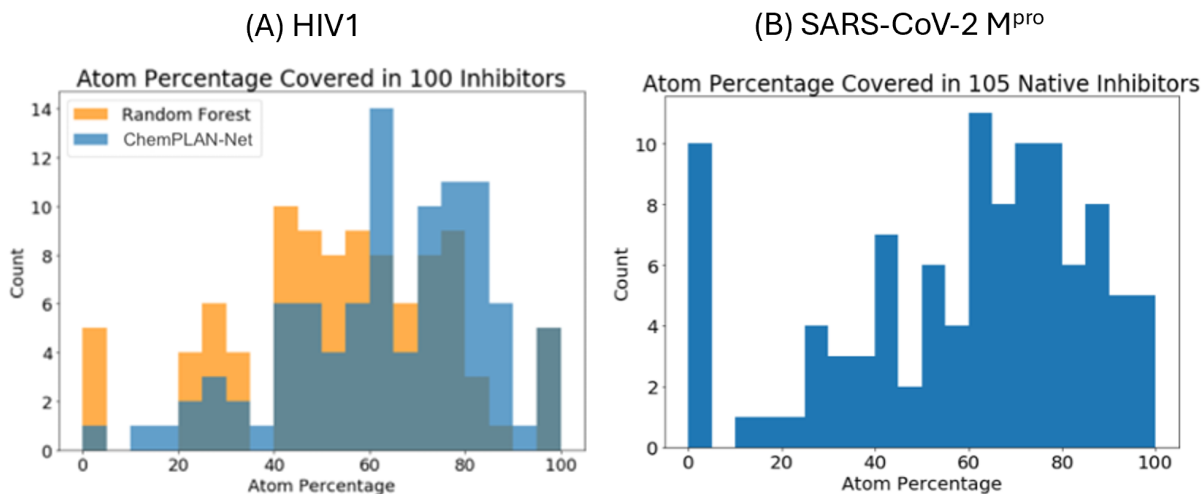 (A) HIV1
Atom Percentage Covered in 100 Inhibitors
Random Forest
ChemPLAN-Net
14
12
10
8
6
4
2
0
Count
0 20 40 60 80 100
Atom Percentage
(B) SARS-CoV-2 Mᵖʳᵒ
Atom Percentage Covered in 105 Native Inhibitors
10
8
6
4
2
0
Count
0 20 40 60 80 100
Atom Percentage